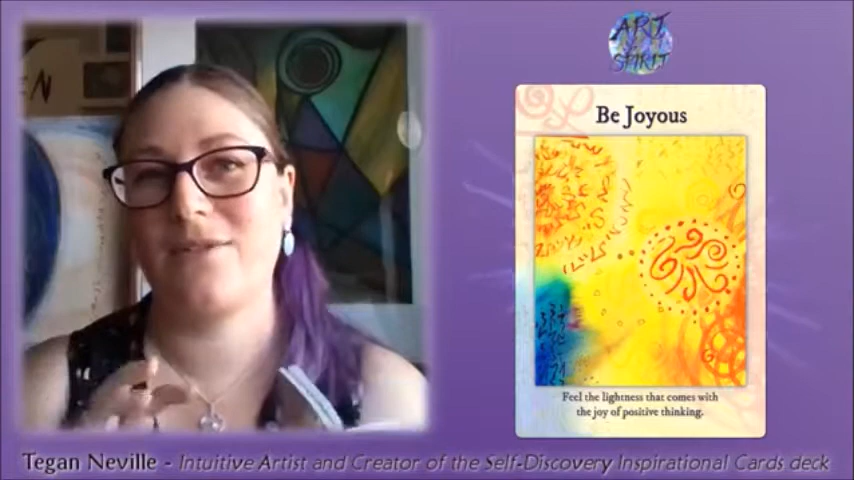 EN
ART
SPIRIT
Be Joyous
Feel the lightness that comes with
the joy of positive thinking.
Tegan Neville - Intuitive Artist and Creator of the Self-Discovery Inspirational Cards deck